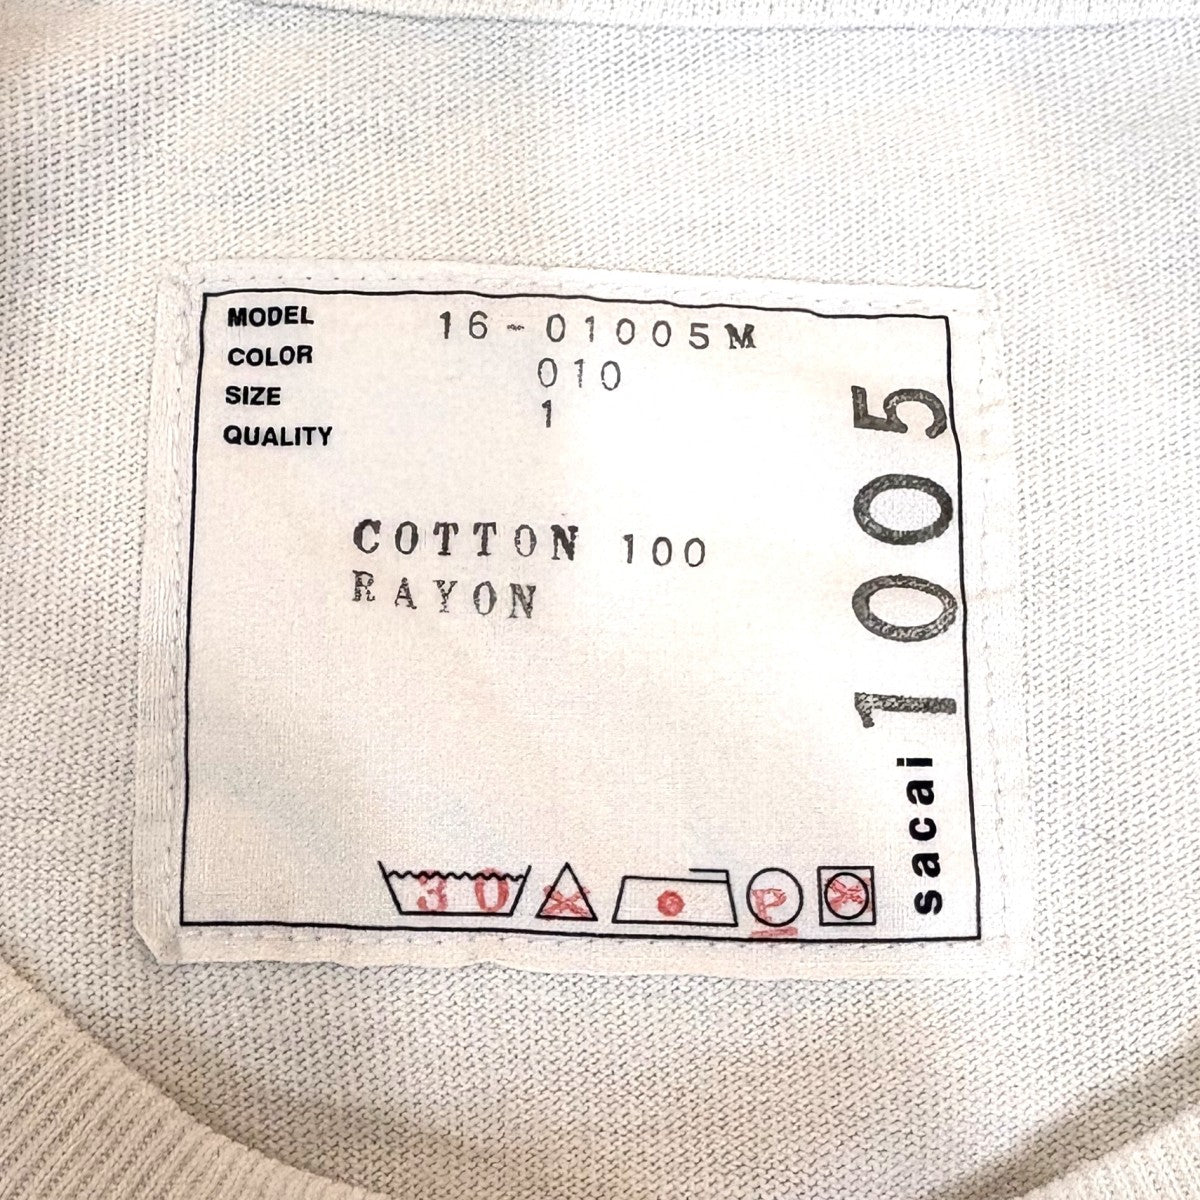 MODEL 16-01005M
COLOR 010
SIZE 1
QUALITY
COTTON 100
RAYON
30
P
sacai 1005